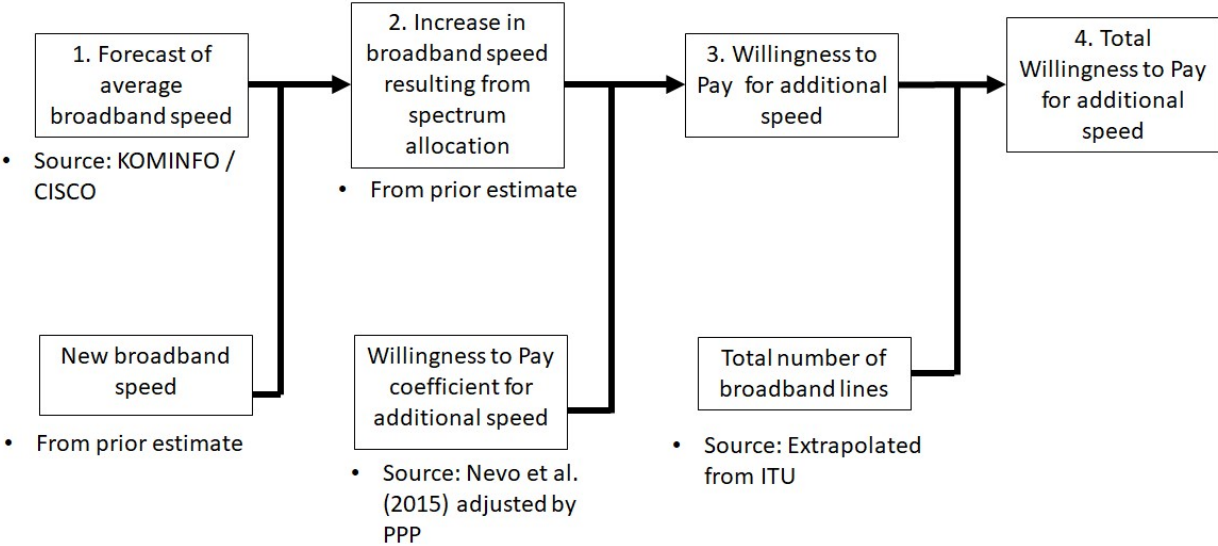 1. Forecast of
average
broadband speed
• Source: KOMINFO /
CISCO
2. Increase in
broadband speed
resulting from
spectrum
allocation
• From prior estimate
3. Willingness to
Pay for additional
speed
4. Total
Willingness to Pay
for additional
speed
New broadband
speed
• From prior estimate
Willingness to Pay
coefficient for
additional speed
• Source: Nevo et al.
(2015) adjusted by
PPP
Total number of
broadband lines
• Source: Extrapolated
from ITU